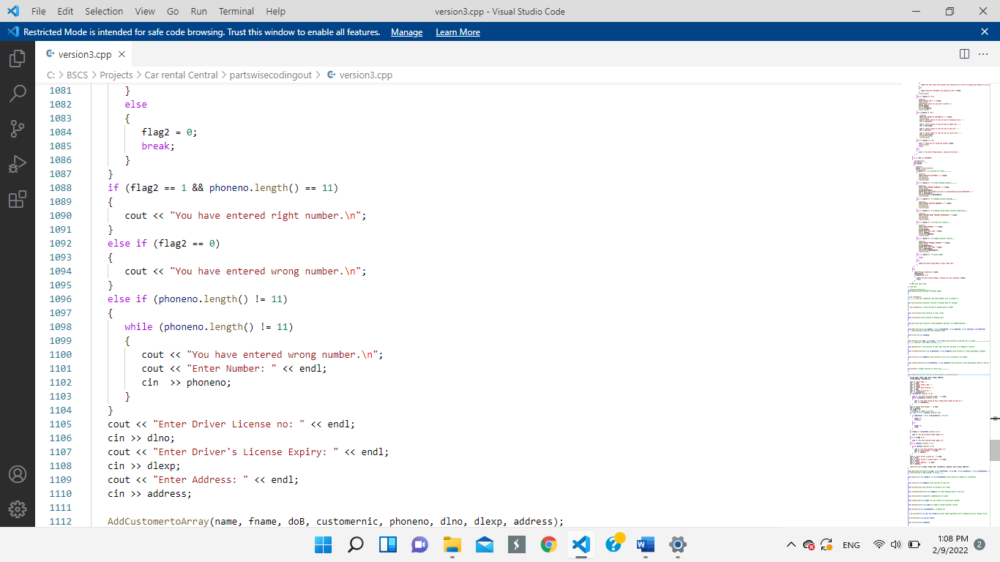 File Edit Selection View Go Run Terminal Help version3.cpp - Visual Studio Code
Restricted Mode is intended for safe code browsing. Trust this window to enable all features. Manage Learn More
version3.cpp
C: > BSCS > Projects > Car rental Central > partswisecodingout > version3.cpp
1081 }
1082 else
1083 {
1084 flag2 = 0;
1085 break;
1086 }
1087 }
1088 if (flag2 == 1 && phoneno.length() == 11)
1089 {
1090 cout << "You have entered right number.\n";
1091 }
1092 else if (flag2 == 0)
1093 {
1094 cout << "You have entered wrong number.\n";
1095 }
1096 else if (phoneno.length() != 11)
1097 {
1098 while (phoneno.length() != 11)
1099 {
1100 cout << "You have entered wrong number.\n";
1101 cout << "Enter Number: " << endl;
1102 cin >> phoneno;
1103 }
1104 }
1105 cout << "Enter Driver License no: " << endl;
1106 cin >> dlno;
1107 cout << "Enter Driver's License Expiry: " << endl;
1108 cin >> dlexp;
1109 cout << "Enter Address: " << endl;
1110 cin >> address;
1111
1112 AddCustomertoArray(name, fname, doB, customernic, phoneno, dlno, dlexp, address);
ENG
1:08 PM
2/9/2022
2